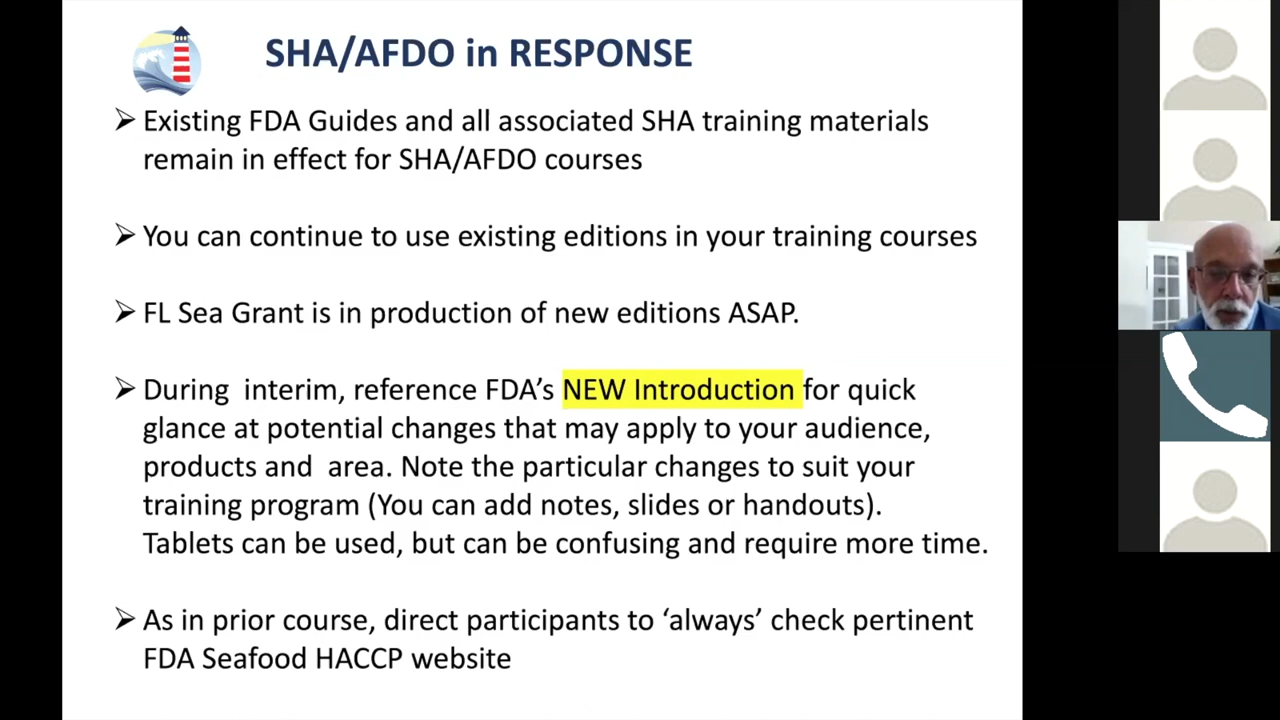 SHA/AFDO in RESPONSE
➢ Existing FDA Guides and all associated SHA training materials
remain in effect for SHA/AFDO courses
➢ You can continue to use existing editions in your training courses
➢ FL Sea Grant is in production of new editions ASAP.
➢ During  interim, reference FDA’s NEW Introduction for quick
glance at potential changes that may apply to your audience,
products and  area. Note the particular changes to suit your
training program (You can add notes, slides or handouts).
Tablets can be used, but can be confusing and require more time.
➢ As in prior course, direct participants to ‘always’ check pertinent
FDA Seafood HACCP website